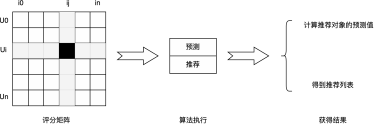 i0 ij in
U0
Ui
Un
预测
推荐
计算推荐对象的预测值
得到推荐列表
评分矩阵
算法执行
获得结果